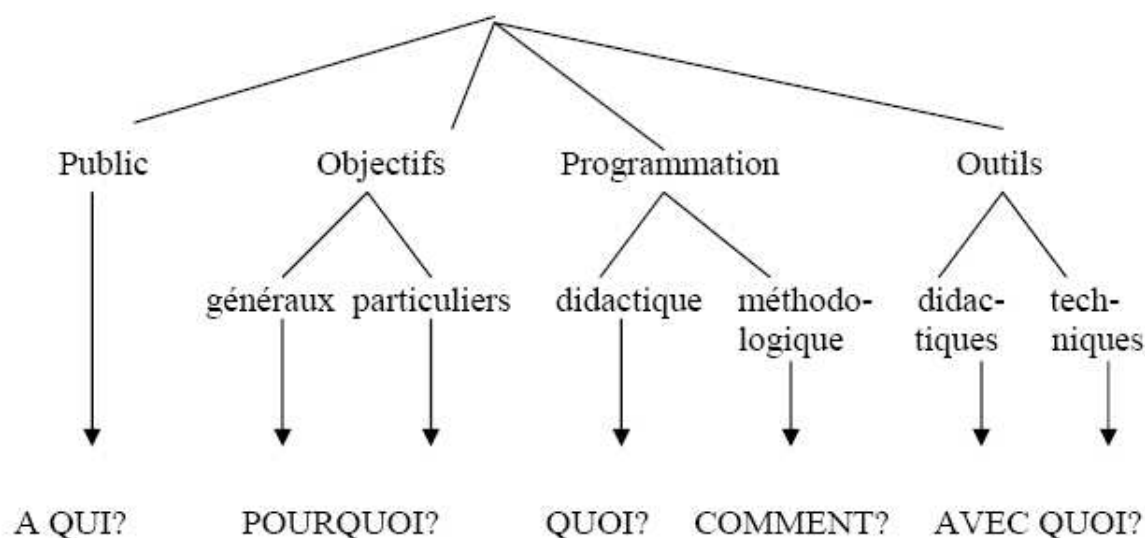 Public Objectifs Programmation Outils
généraux particuliers didactique méthodo- didac- tech-
logique tiques niques
A QUI? POURQUOI? QUOI? COMMENT? AVEC QUOI?